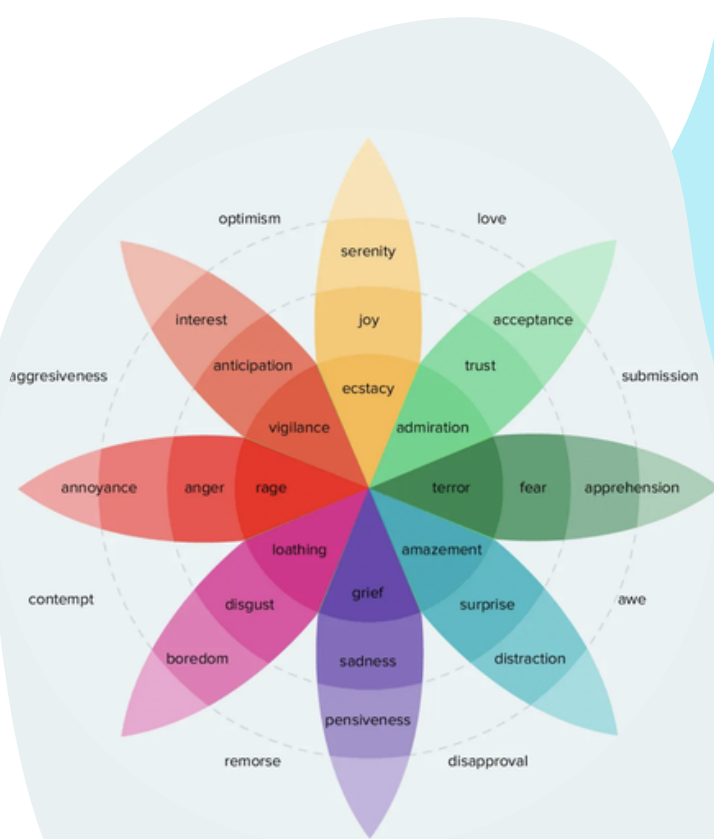 optimism
love
serenity
interest
joy
acceptance
anticipation
trust
aggresiveness
ecstacy
submission
vigilance
admiration
annoyance
anger
rage
terror
fear
apprehension
loathing
amazement
contempt
disgust
grief
surprise
awe
boredom
sadness
distraction
pensiveness
remorse
disapproval